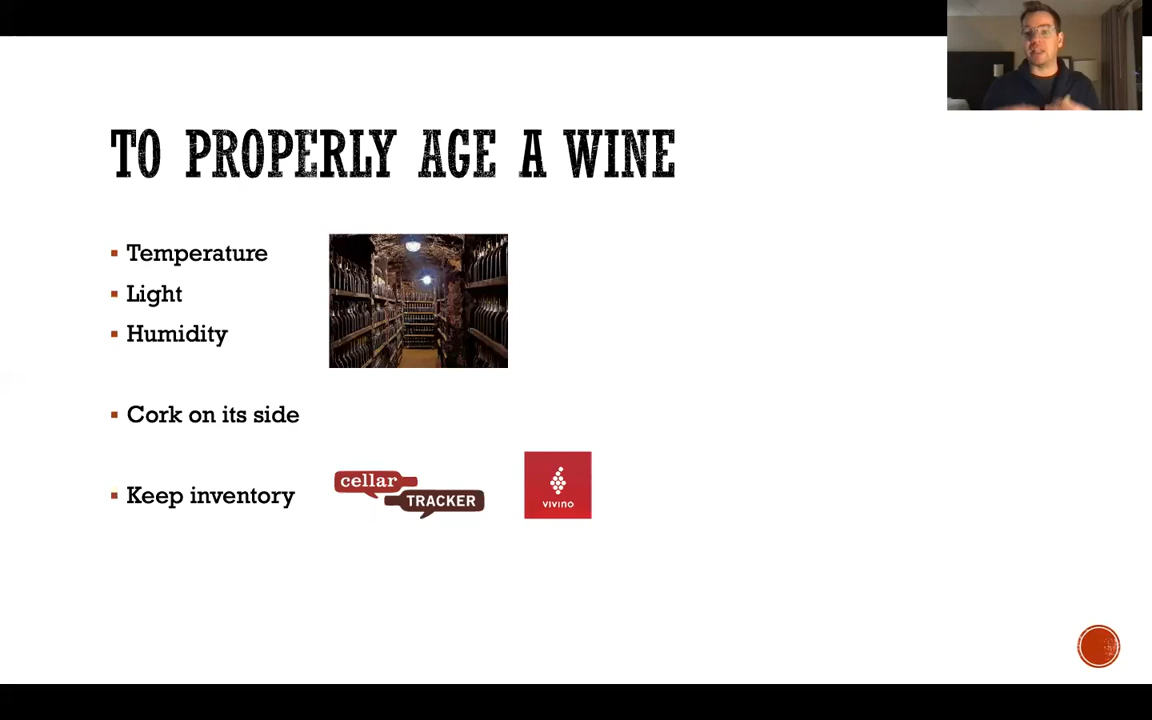 TO PROPERLY AGE A WINE
Temperature
Light
Humidity
Cork on its side
Keep inventory
cellar
TRACKER
VIVINO